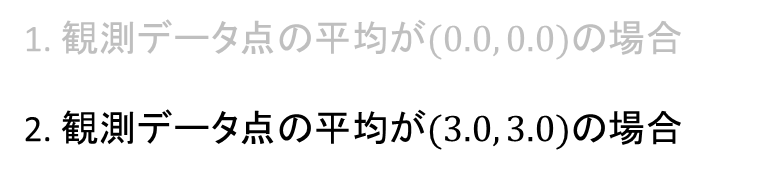 1. 観測データ点の平均が(0.0, 0.0)の場合
2. 観測データ点の平均が(3.0, 3.0)の場合